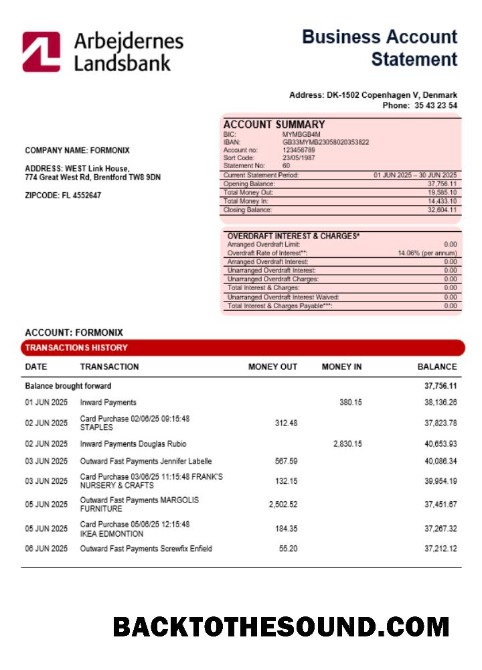 Arbejdernes
Landsbank
Business Account
Statement
Address: DK-1502 Copenhagen V, Denmark
Phone: 35 43 23 54
COMPANY NAME: FORMONIX
ADDRESS: WEST Link House,
774 Great West Rd, Brentford TW8 9DN
ZIPCODE: FL 4552647
ACCOUNT SUMMARY
BIC: MYMBGB4M
IBAN: GB33MYMB23058020353822
Account no: 123456789
Sort Code: 23/05/1987
Statement No: 60
Current Statement Period: 01 JUN 2025 – 30 JUN 2025
Opening Balance: 37,756.11
Total Money Out: 19,585.10
Total Money In: 14,433.10
Closing Balance: 32,604.11
OVERDRAFT INTEREST & CHARGES*
Arranged Overdraft Limit: 0.00
Overdraft Rate of Interest**: 14.06% (per annum)
Arranged Overdraft Interest: 0.00
Unarranged Overdraft Interest: 0.00
Unarranged Overdraft Charges: 0.00
Total Interest & Charges: 0.00
Unarranged Overdraft Interest Waived: 0.00
Total Interest & Charges Payable***: 0.00
ACCOUNT: FORMONIX
TRANSACTIONS HISTORY
DATE TRANSACTION MONEY OUT MONEY IN BALANCE
Balance brought forward 37,756.11
01 JUN 2025 Inward Payments 380.15 38,136.26
02 JUN 2025 Card Purchase 02/06/25 09:15:48
STAPLES 312.48 37,823.78
02 JUN 2025 Inward Payments Douglas Rubio 2,830.15 40,653.93
03 JUN 2025 Outward Fast Payments Jennifer Labelle 567.59 40,086.34
03 JUN 2025 Card Purchase 03/06/25 11:15:48 FRANK'S
NURSERY & CRAFTS 132.15 39,954.19
05 JUN 2025 Outward Fast Payments MARGOLIS
FURNITURE 2,502.52 37,451.67
05 JUN 2025 Card Purchase 05/06/25 12:15:48
IKEA EDMONTION 184.35 37,267.32
06 JUN 2025 Outward Fast Payments Screwfix Enfield 55.20 37,212.12
BACKTOTHESOUND.COM